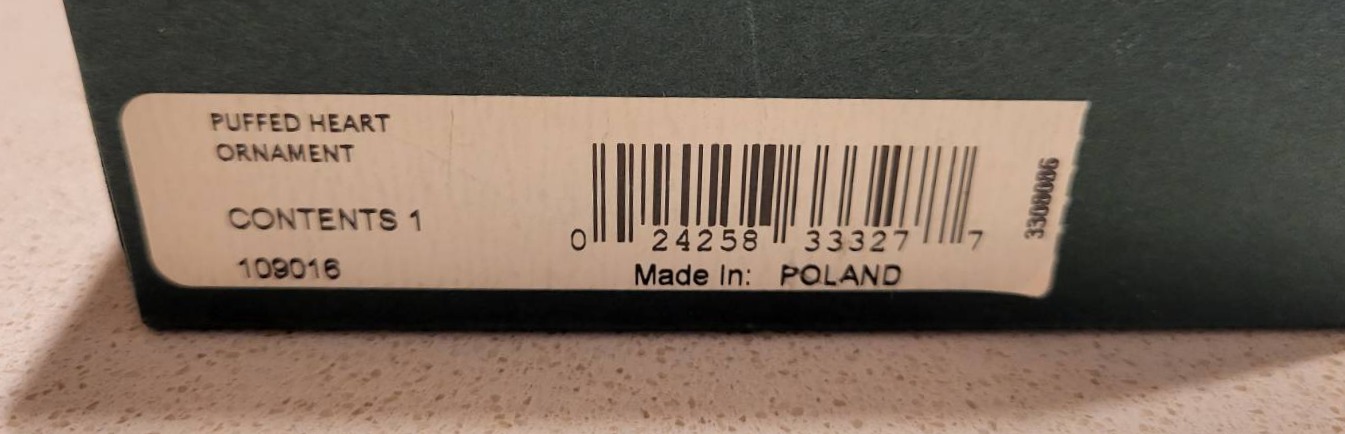 PUFFED HEART
ORNAMENT
CONTENTS 1
109016
0 24258 33327 7
Made In: POLAND
3308086